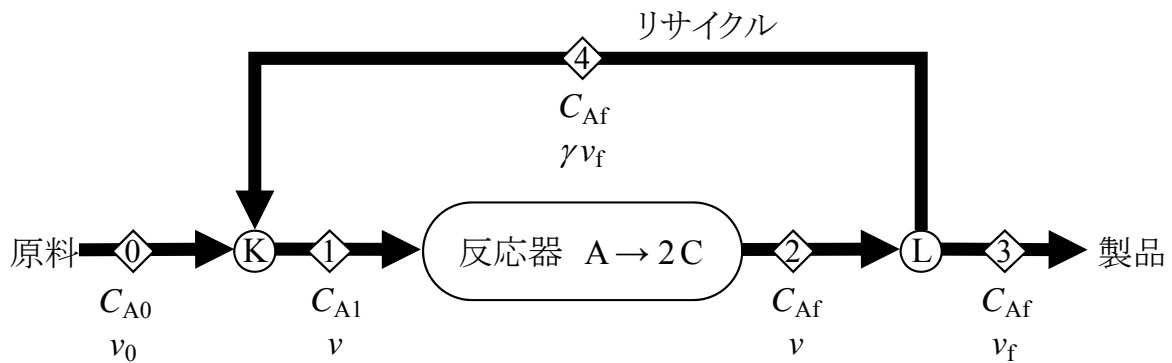 リサイクル
4
C_Af
γv_f
原料 0 K 1 反応器 A → 2 C 2 L 3 製品
C_A0 C_A1 C_Af C_Af
v_0 v v v_f